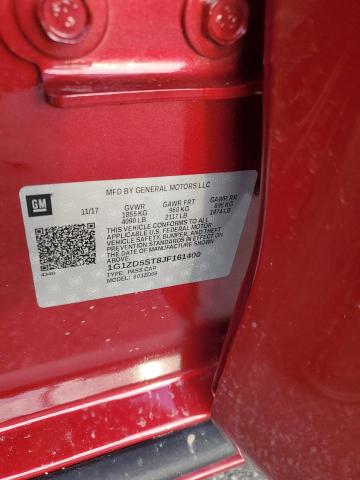 MFD BY GENERAL MOTORS LLC
GM
11/17
GVWR
1855 KG
4090 LB
GAWR FRT
960 KG
2117 LB
GAWR RR
895 KG
1974 LB
THIS VEHICLE CONFORMS TO ALL
APPLICABLE U.S. FEDERAL MOTOR
VEHICLE SAFETY, BUMPER, AND THEFT
PREVENTION STANDARDS IN EFFECT
ON THE DATE OF MANUFACTURE SHOWN
ABOVE.
1G1ZD5ST8JF161400
TYPE: PASS CAR
MODEL: